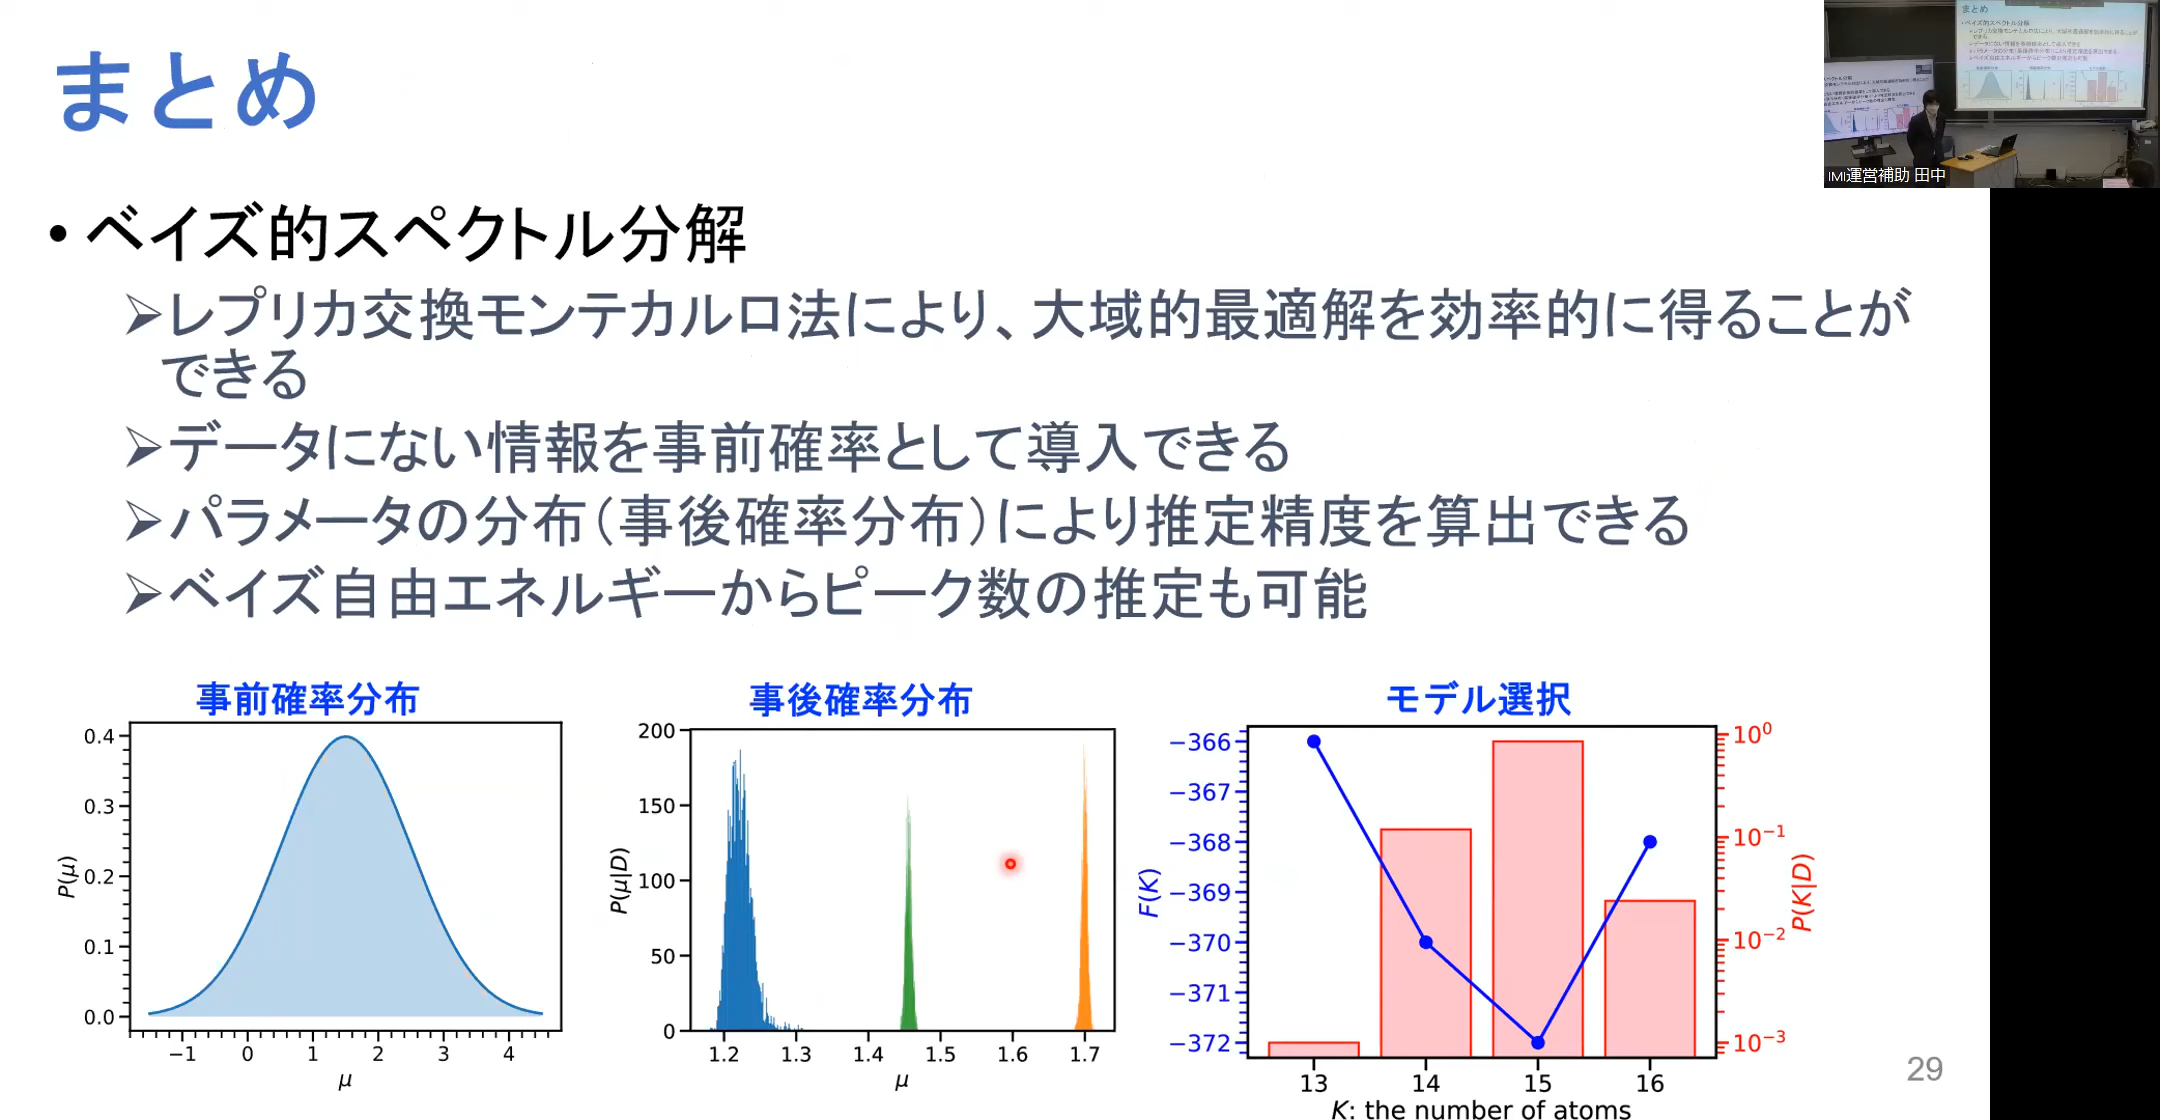 まとめ
IMI運営補助 田中
• ベイズ的スペクトル分解
➢レプリカ交換モンテカルロ法により、大域的最適解を効率的に得ることが
できる
➢データにない情報を事前確率として導入できる
➢パラメータの分布（事後確率分布）により推定精度を算出できる
➢ベイズ自由エネルギーからピーク数の推定も可能
事前確率分布
0.4
0.3
0.2
0.1
0.0
P(μ)
−1 0 1 2 3 4
μ
事後確率分布
200
150
100
50
0
P(μ|D)
1.2 1.3 1.4 1.5 1.6 1.7
μ
モデル選択
−366
−367
−368
−369
−370
−371
−372
F(K)
10⁰
10⁻¹
10⁻²
10⁻³
P(K|D)
13 14 15 16
K: the number of atoms
29